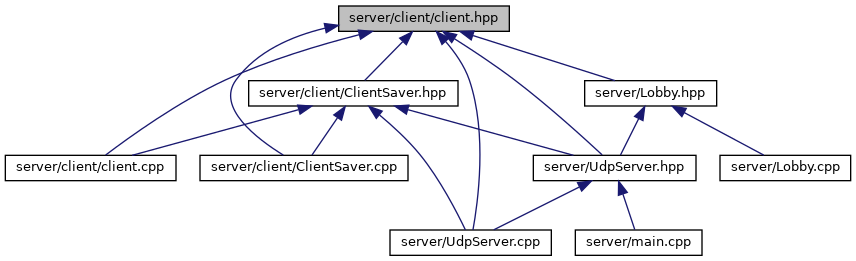 server/client/client.hpp
server/client/ClientSaver.hpp
server/Lobby.hpp
server/client/client.cpp
server/client/ClientSaver.cpp
server/UdpServer.hpp
server/Lobby.cpp
server/UdpServer.cpp
server/main.cpp